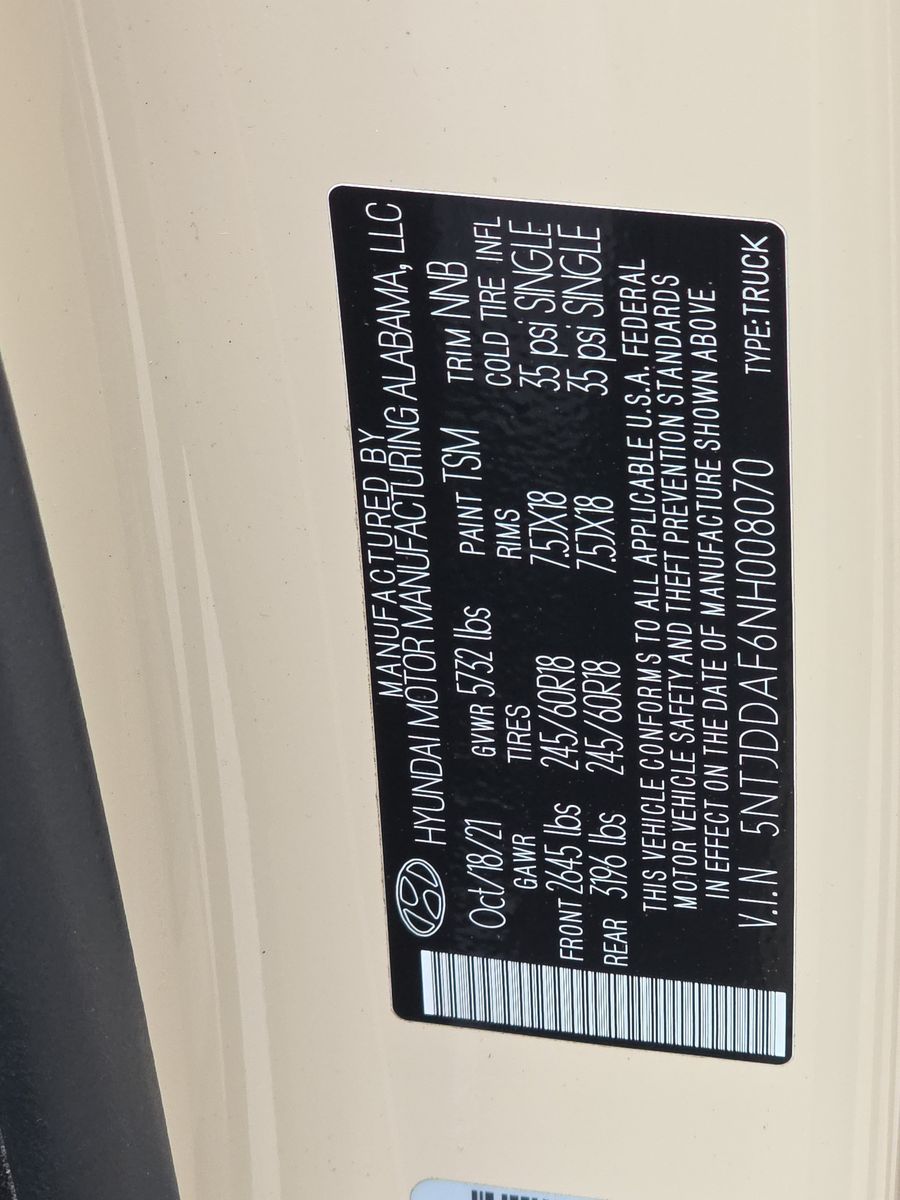 MANUFACTURED BY
HYUNDAI MOTOR MANUFACTURING ALABAMA, LLC
Oct/18/21 GVWR 5732 lbs PAINT TSM TRIM NNB
GAWR TIRES RIMS COLD TIRE INFL
FRONT 2645 lbs 245/60R18 7.5JX18 35 psi SINGLE
REAR 3196 lbs 245/60R18 7.5JX18 35 psi SINGLE
THIS VEHICLE CONFORMS TO ALL APPLICABLE U.S.A. FEDERAL
MOTOR VEHICLE SAFETY AND THEFT PREVENTION STANDARDS
IN EFFECT ON THE DATE OF MANUFACTURE SHOWN ABOVE.
V.I.N 5NTJDDAF6NH008070 TYPE:TRUCK